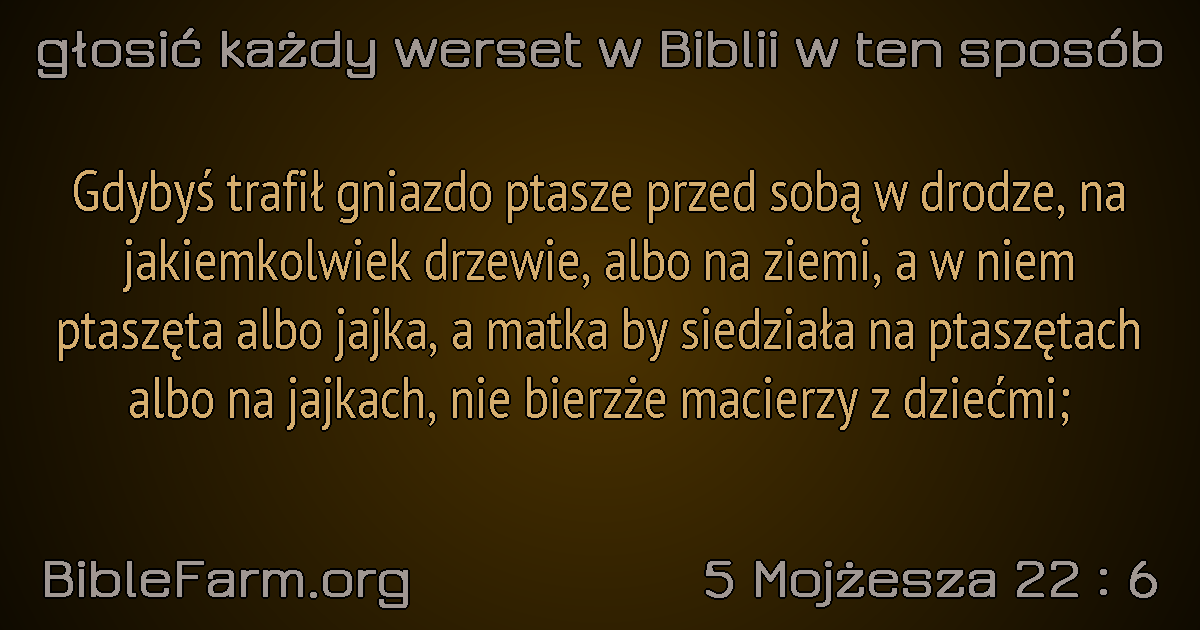 głosić każdy werset w Biblii w ten sposób
Gdybyś trafił gniazdo ptasze przed sobą w drodze, na
jakiemkolwiek drzewie, albo na ziemi, a w niem
ptaszęta albo jajka, a matka by siedziała na ptaszętach
albo na jajkach, nie bierzże macierzy z dziećmi;
BibleFarm.org
5 Mojżesza 22 : 6